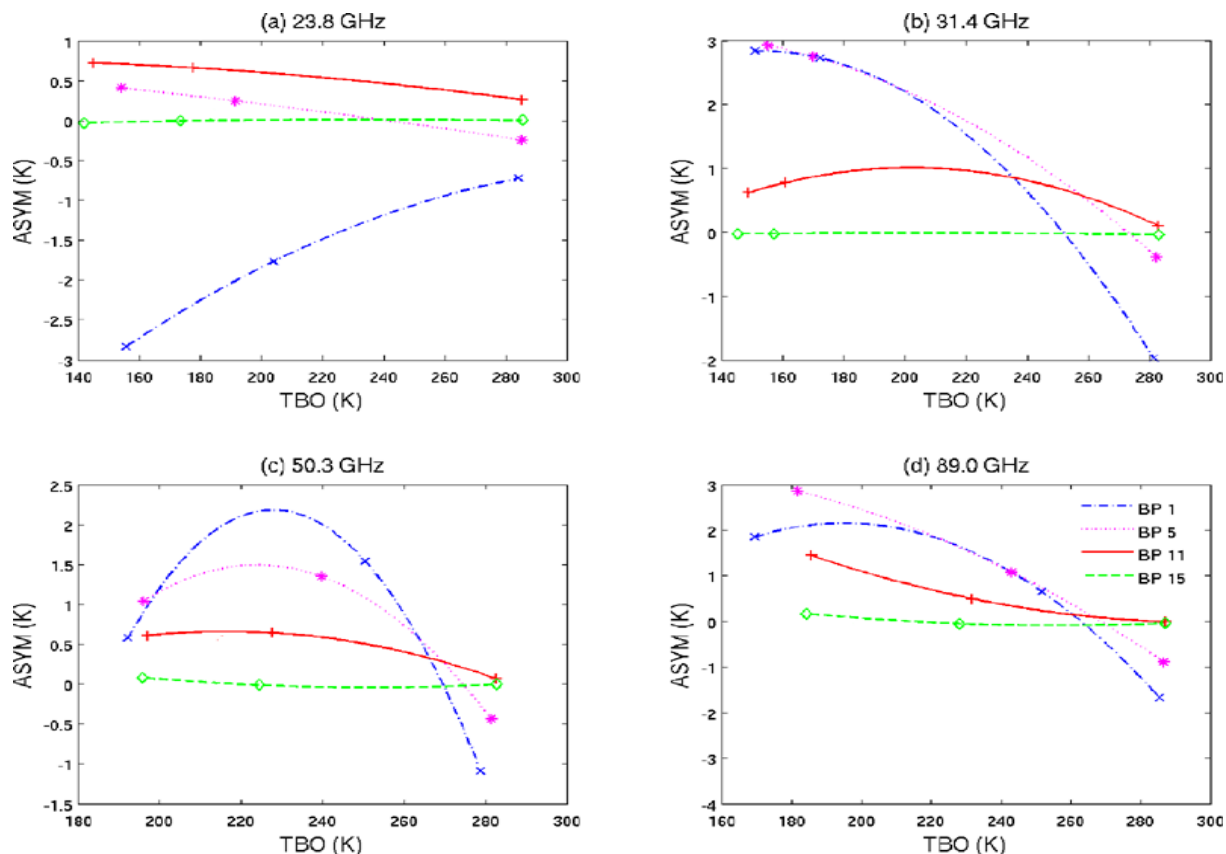 (a) 23.8 GHz
1
0.5
0
-0.5
-1
-1.5
-2
-2.5
-3
ASYM (K)
140 160 180 200 220 240 260 280 300
TBO (K)
(b) 31.4 GHz
3
2
1
0
-1
-2
ASYM (K)
140 160 180 200 220 240 260 280 300
TBO (K)
(c) 50.3 GHz
2.5
2
1.5
1
0.5
0
-0.5
-1
-1.5
ASYM (K)
180 200 220 240 260 280 300
TBO (K)
(d) 89.0 GHz
3
2
1
0
-1
-2
-3
-4
ASYM (K)
160 180 200 220 240 260 280 300
TBO (K)
BP 1
BP 5
BP 11
BP 15